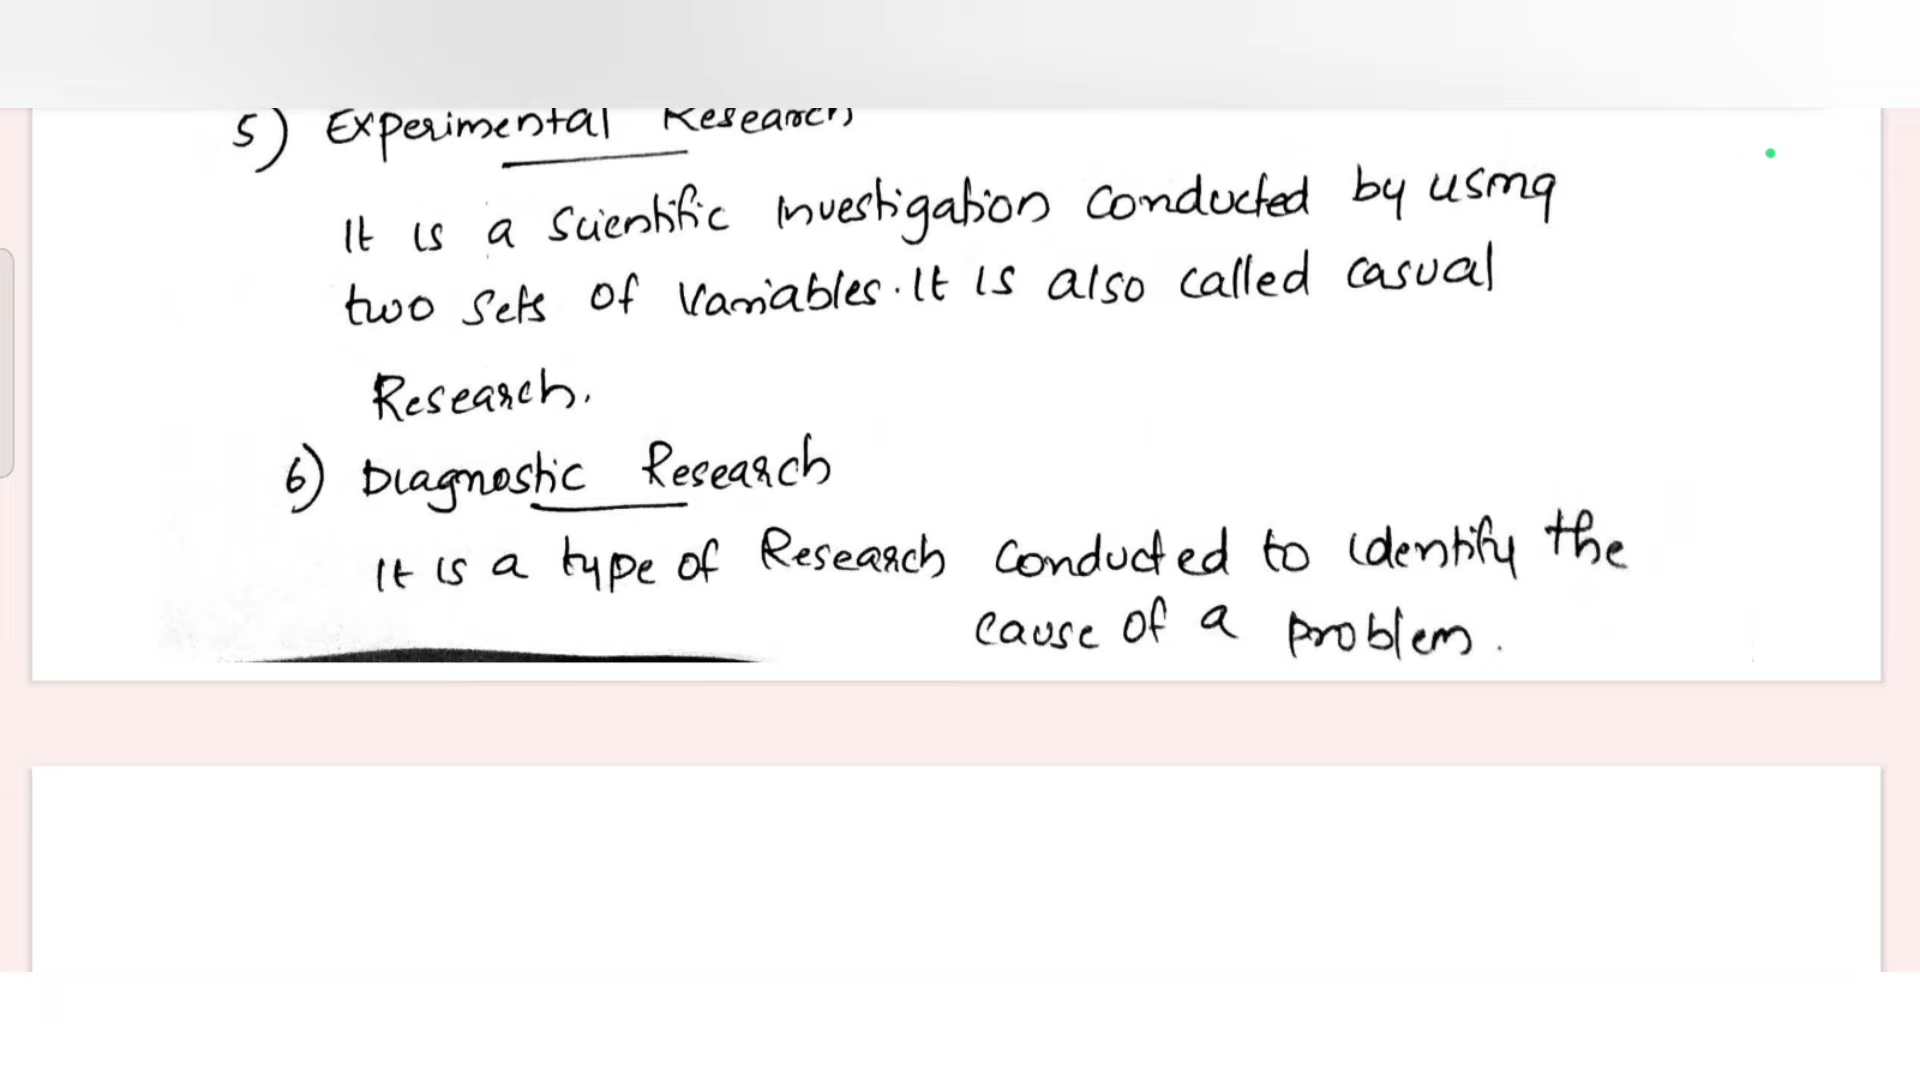 5) Experimental Research
It is a Scientific investigation conducted by using
two sets of variables. It is also called casual
Research.
6) Diagnostic Research
It is a type of Research conducted to identify the
cause of a problem.